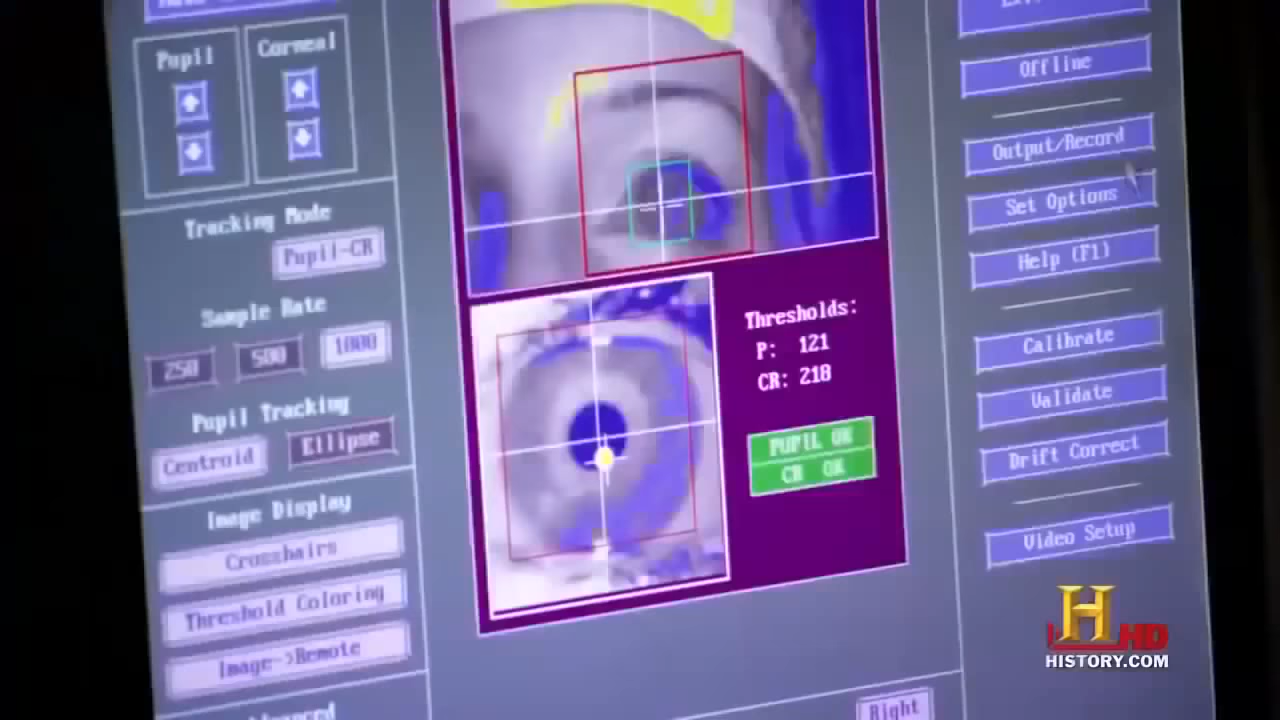 Pupil
Corneal
Tracking Mode
Pupil-CR
Sample Rate
250
500
1000
Pupil Tracking
Centroid
Ellipse
Image Display
Crosshairs
Threshold Coloring
Image->Remote
Thresholds:
P: 121
CR: 218
PUPIL OK
CR OK
Offline
Output/Record
Set Options
Help (F1)
Calibrate
Validate
Drift Correct
Video Setup
Right
H
HD
HISTORY.COM